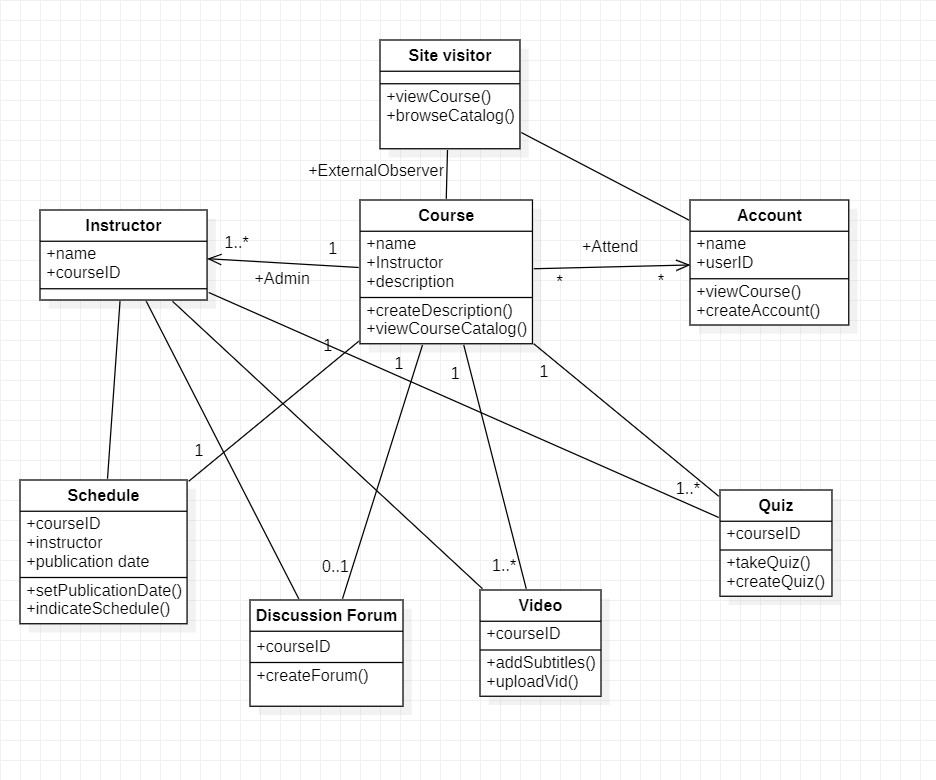 Site visitor
+viewCourse()
+browseCatalog()
+ExternalObserver
Instructor
+name
+courseID
1..*
1
+Admin
Course
+name
+Instructor
+description
+createDescription()
+viewCourseCatalog()
+Attend
*
*
Account
+name
+userID
+viewCourse()
+createAccount()
1
1
1
1
1
0..1
1..*
1..*
Schedule
+courseID
+instructor
+publication date
+setPublicationDate()
+indicateSchedule()
Discussion Forum
+courseID
+createForum()
Video
+courseID
+addSubtitles()
+uploadVid()
Quiz
+courseID
+takeQuiz()
+createQuiz()